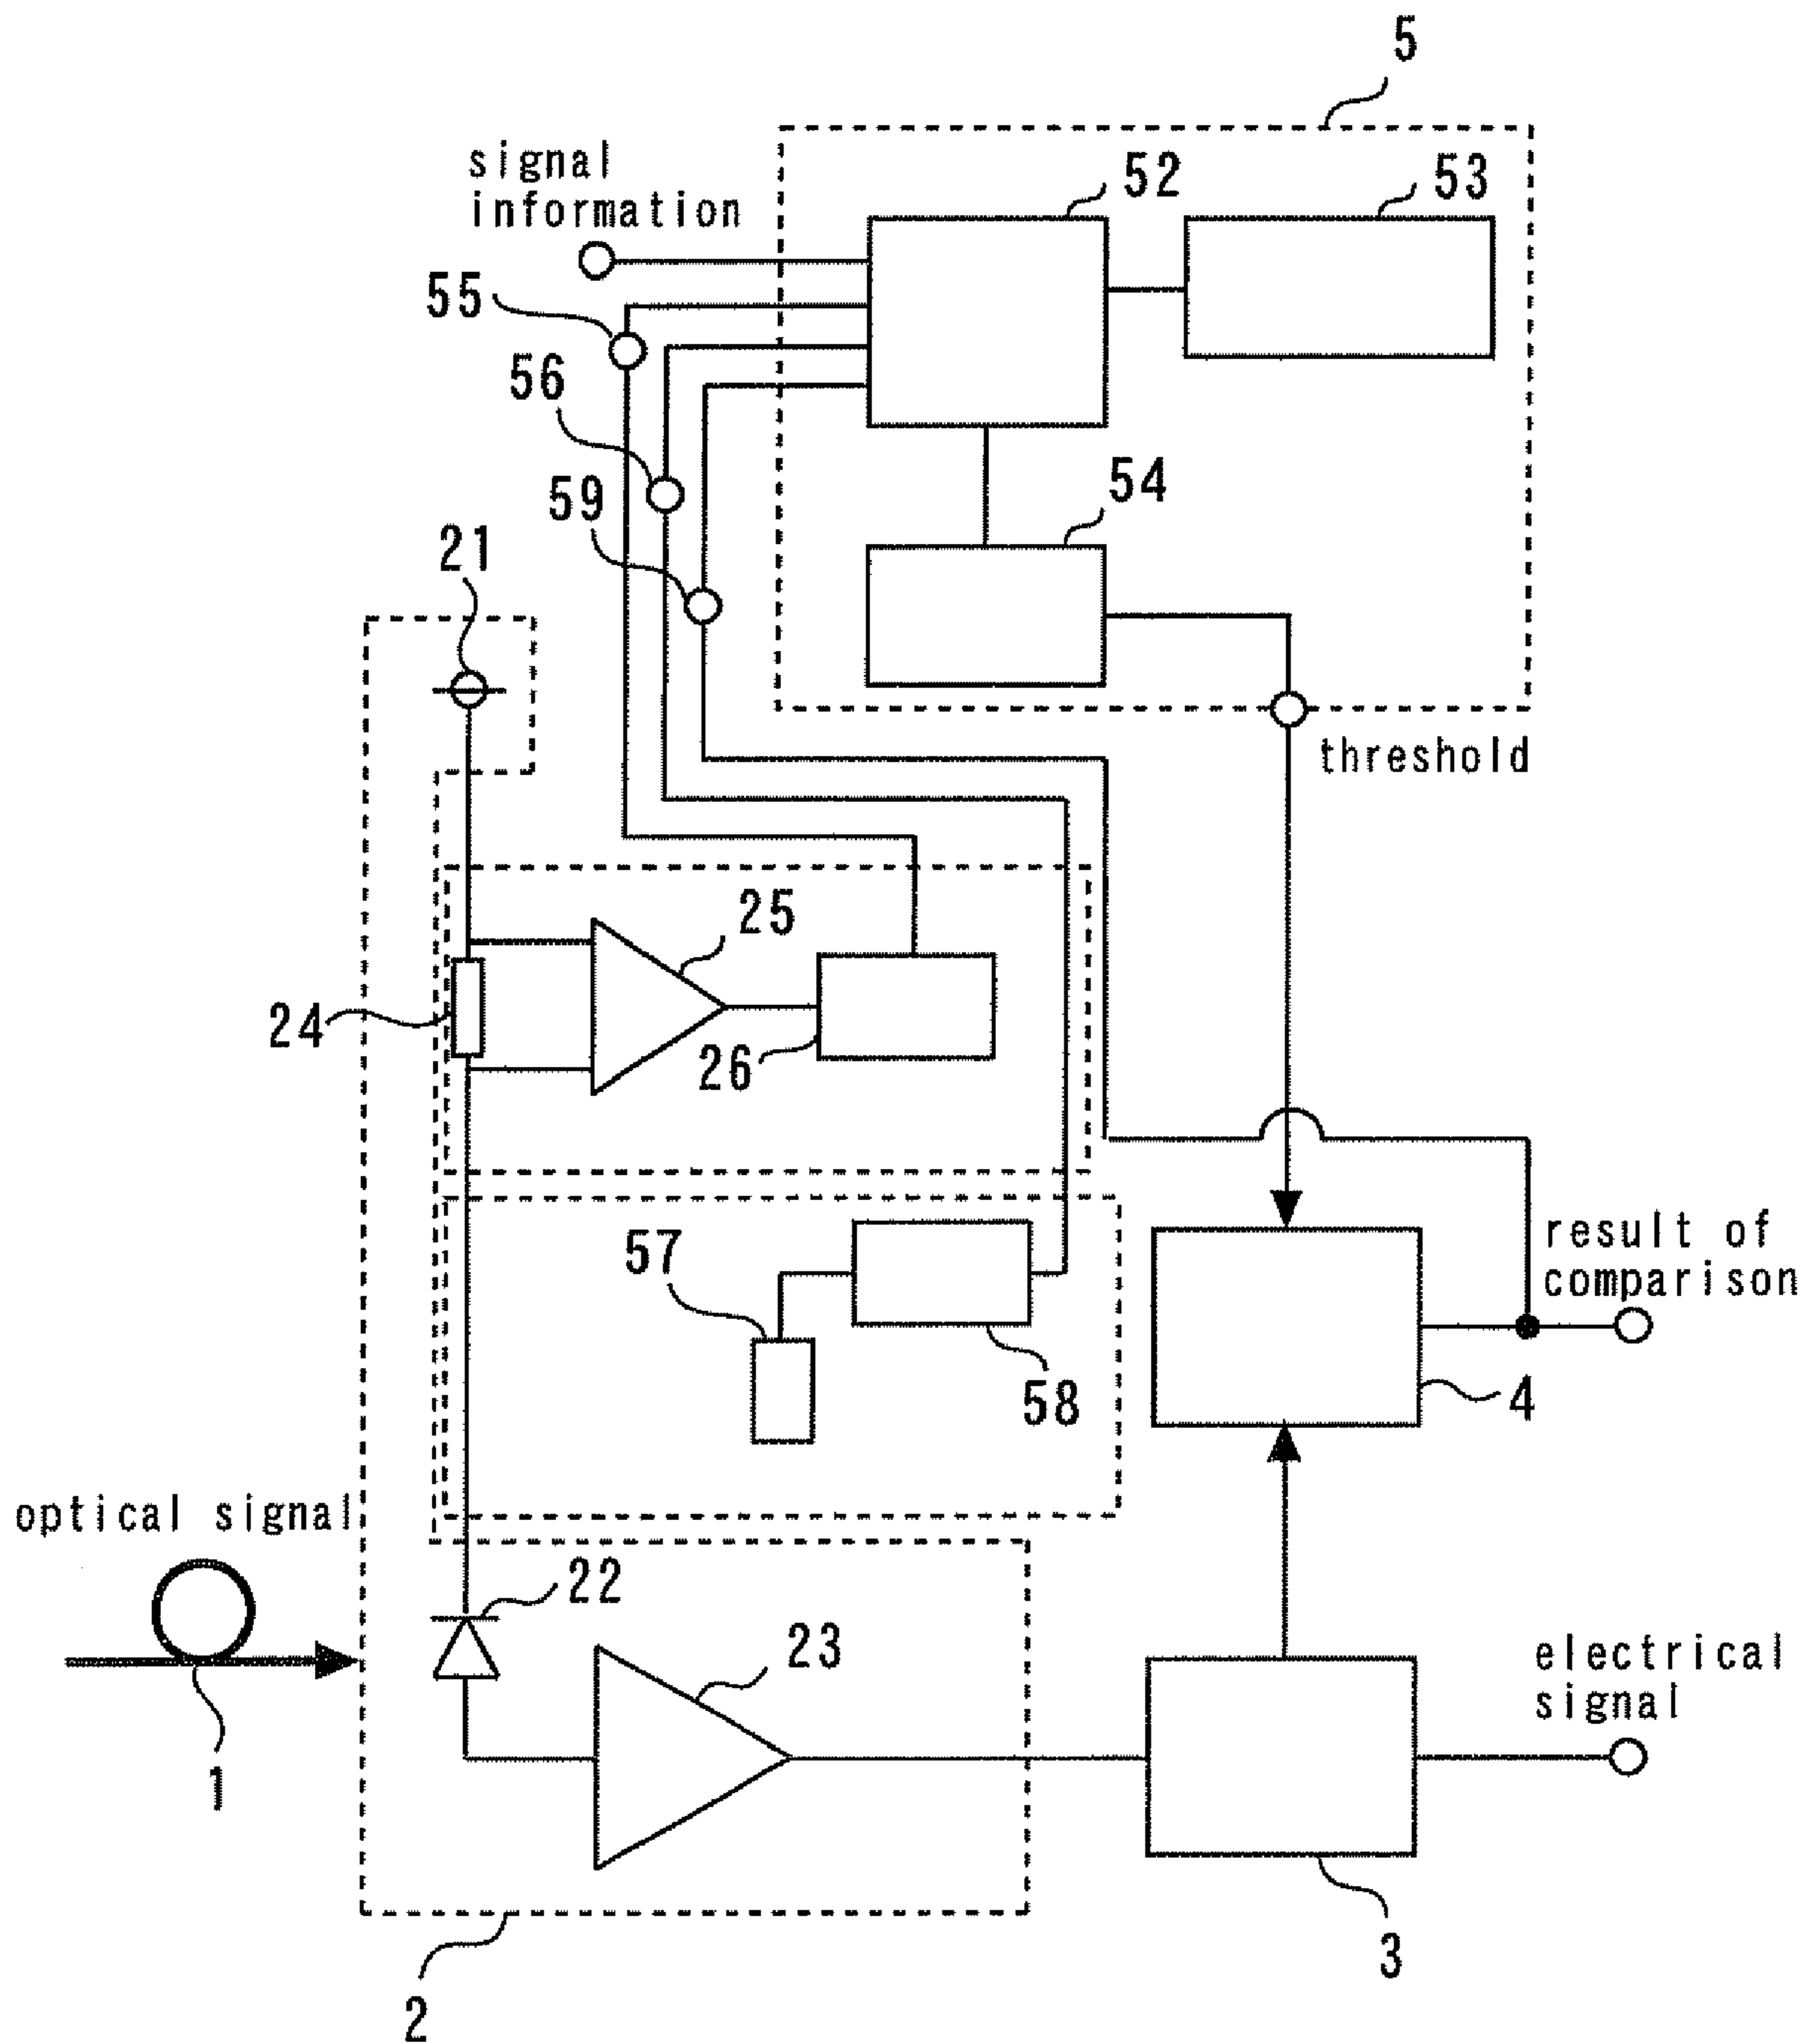 5
signal
information
52
53
55
56
59
54
21
threshold
25
24
26
57
58
result of
comparison
4
optical signal
22
23
electrical
signal
1
3
2